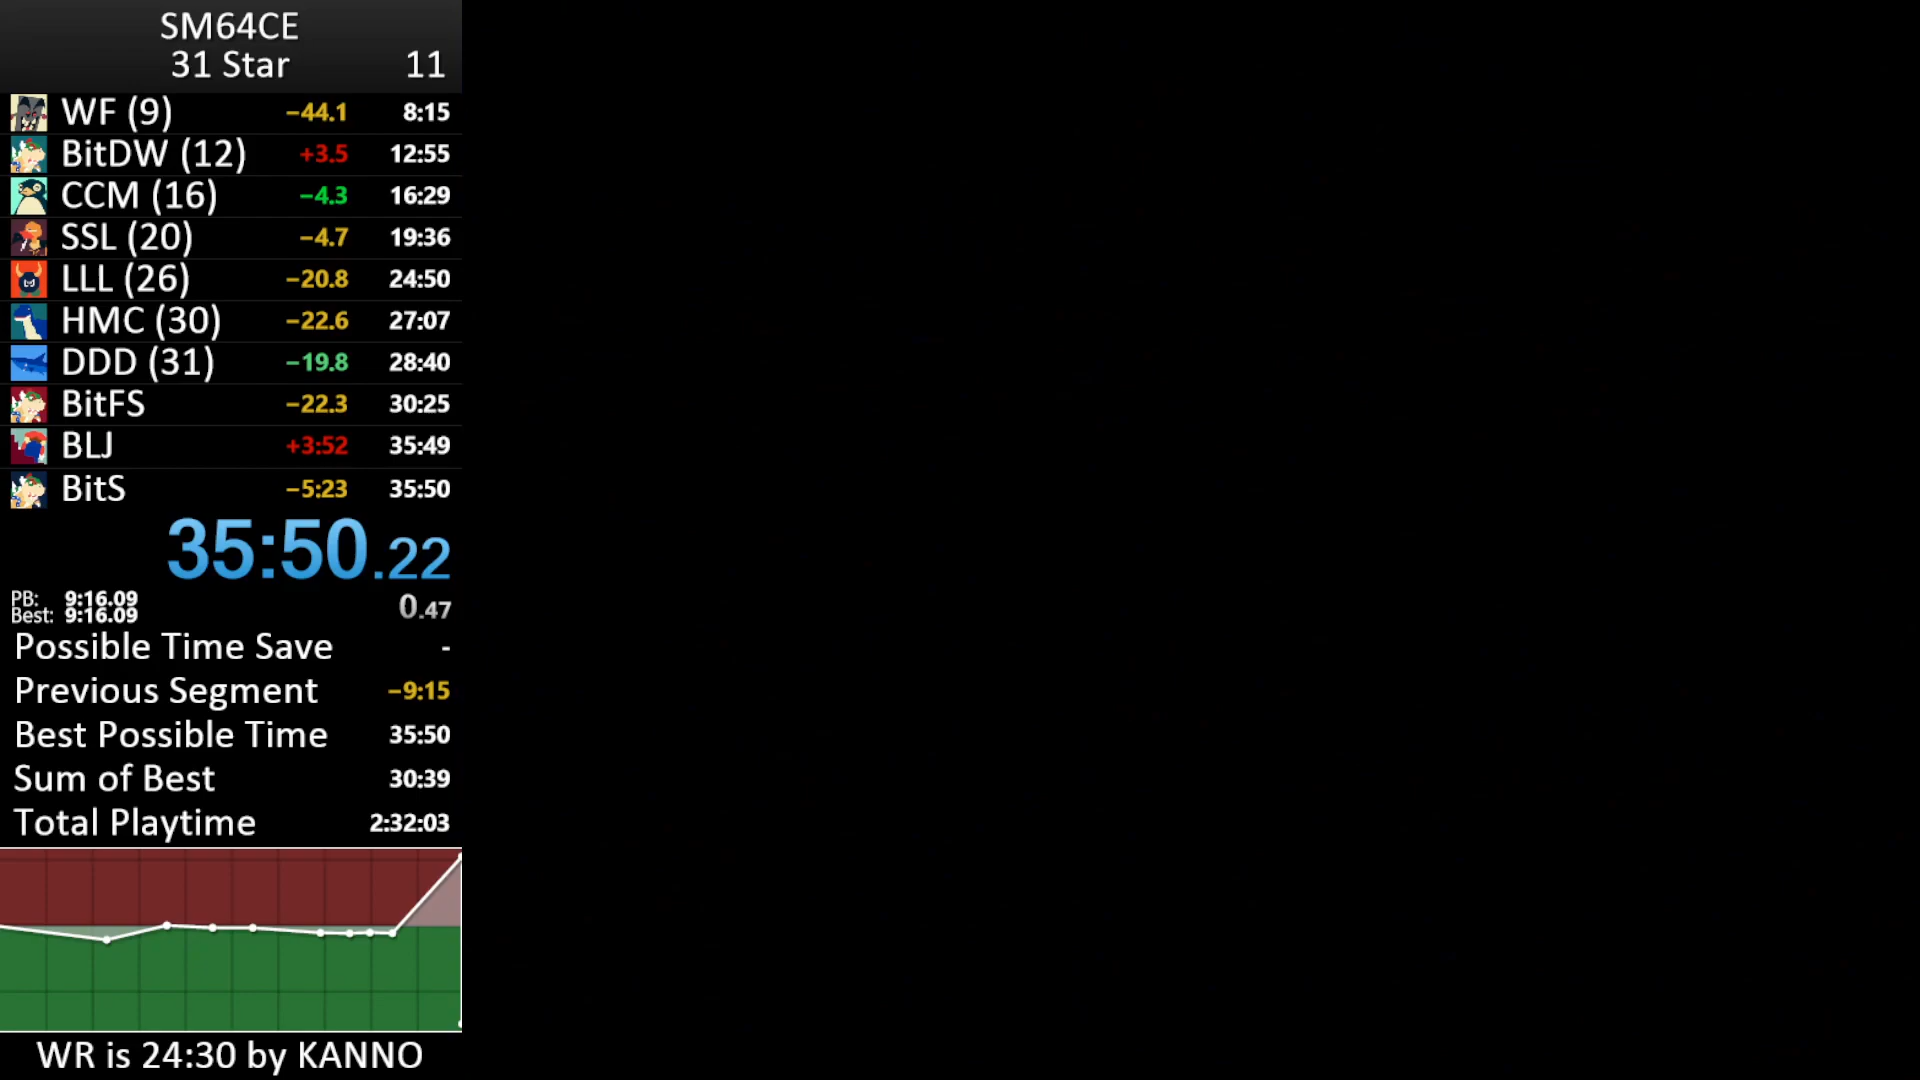 SM64CE
31 Star 11
WF (9) −44.1 8:15
BitDW (12) +3.5 12:55
CCM (16) −4.3 16:29
SSL (20) −4.7 19:36
LLL (26) −20.8 24:50
HMC (30) −22.6 27:07
DDD (31) −19.8 28:40
BitFS −22.3 30:25
BLJ +3:52 35:49
BitS −5:23 35:50
35:50.22
PB: 9:16.09 0.47
Best: 9:16.09
Possible Time Save -
Previous Segment −9:15
Best Possible Time 35:50
Sum of Best 30:39
Total Playtime 2:32:03
WR is 24:30 by KANNO